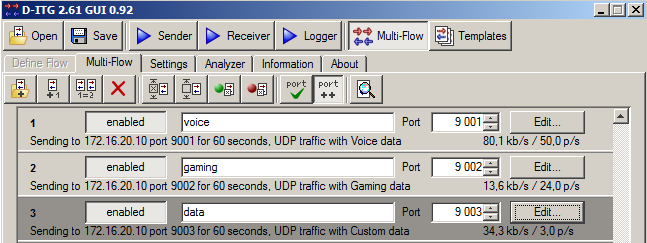 D-ITG 2.61 GUI 0.92
Open Save Sender Receiver Logger Multi-Flow Templates
Define Flow Multi-Flow Settings Analyzer Information About
+1 1=2 port port ++
1 enabled voice Port 9 001 Edit...
Sending to 172.16.20.10 port 9001 for 60 seconds, UDP traffic with Voice data 80,1 kb/s / 50,0 p/s
2 enabled gaming Port 9 002 Edit...
Sending to 172.16.20.10 port 9002 for 60 seconds, UDP traffic with Gaming data 13,6 kb/s / 24,0 p/s
3 enabled data Port 9 003 Edit...
Sending to 172.16.20.10 port 9003 for 60 seconds, UDP traffic with Custom data 34,3 kb/s / 3,0 p/s